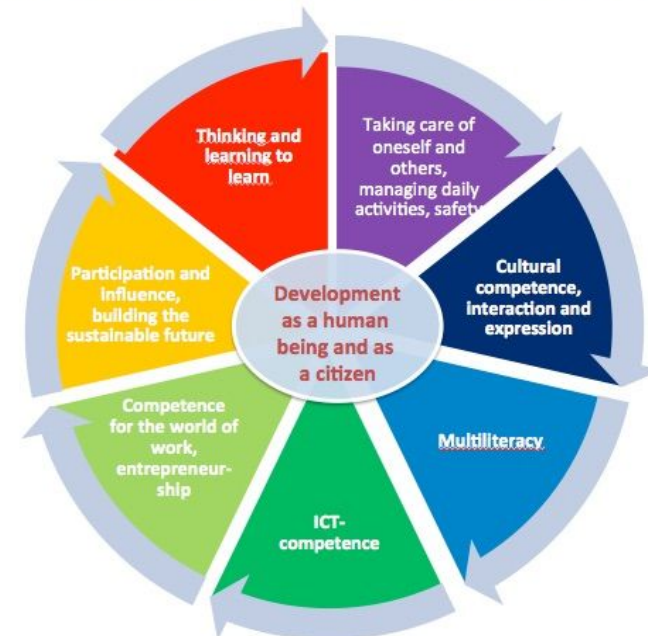 Thinking and
learning to
learn
Taking care of
oneself and
others,
managing daily
activities, safety
Cultural
competence,
interaction and
expression
Multiliteracy
ICT-
competence
Competence
for the world of
work,
entrepreneur-
ship
Participation and
influence,
building the
sustainable future
Development
as a human
being and as
a citizen